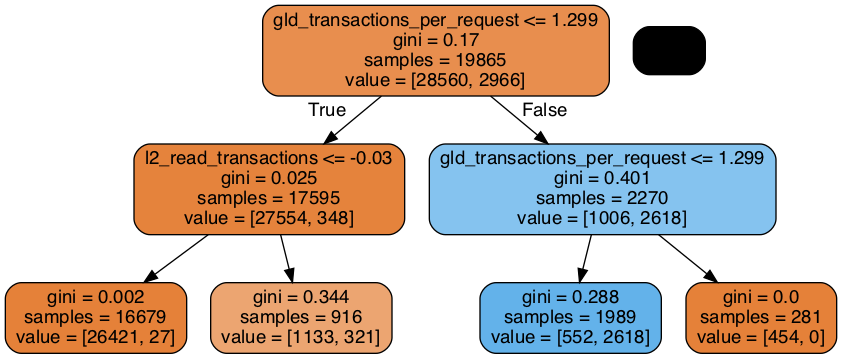 gld_transactions_per_request <= 1.299
gini = 0.17
samples = 19865
value = [28560, 2966]
True
False
l2_read_transactions <= -0.03
gini = 0.025
samples = 17595
value = [27554, 348]
gld_transactions_per_request <= 1.299
gini = 0.401
samples = 2270
value = [1006, 2618]
gini = 0.002
samples = 16679
value = [26421, 27]
gini = 0.344
samples = 916
value = [1133, 321]
gini = 0.288
samples = 1989
value = [552, 2618]
gini = 0.0
samples = 281
value = [454, 0]